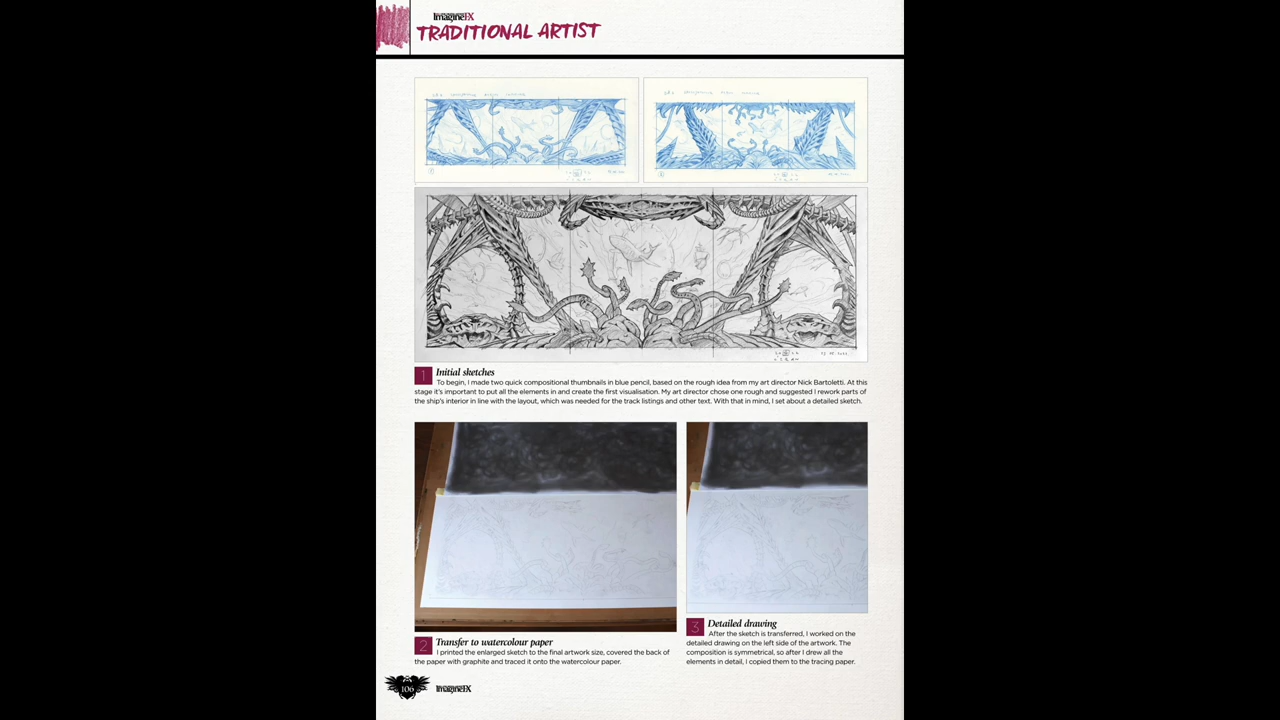 ImagineFX
TRADITIONAL ARTIST
1
Initial sketches
To begin, I made two quick compositional thumbnails in blue pencil, based on the rough idea from my art director Nick Bartoletti. At this
stage it's important to put all the elements in and create the first visualisation. My art director chose one rough and suggested I rework parts of
the ship's interior in line with the layout, which was needed for the track listings and other text. With that in mind, I set about a detailed sketch.
2
Transfer to watercolour paper
I printed the enlarged sketch to the final artwork size, covered the back of
the paper with graphite and traced it onto the watercolour paper.
3
Detailed drawing
After the sketch is transferred, I worked on the
detailed drawing on the left side of the artwork. The
composition is symmetrical, so after I drew all the
elements in detail, I copied them to the tracing paper.
106
ImagineFX